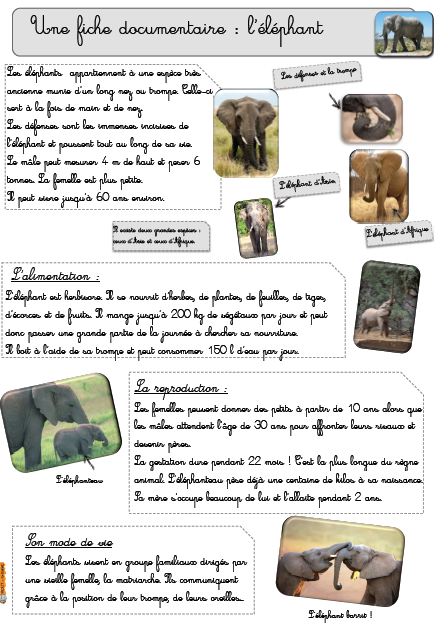 Une fiche documentaire : l'éléphant
Les éléphants appartiennent à une espèce très
ancienne munie d'un long nez ou trompe. Celle-ci
sert à la fois de main et de nez.
Les défenses sont les immenses incisives de
l'éléphant et poussent tout au long de sa vie.
Le mâle peut mesurer 4 m de haut et peser 6
tonnes. La femelle est plus petite.
Il peut vivre jusqu'à 60 ans environ.
Les défenses et la trompe
L'éléphant d'Asie
L'éléphant d'Afrique
Il existe deux grandes espèces :
ceux d'Asie et ceux d'Afrique.
L'alimentation :
L'éléphant est herbivore. Il se nourrit d'herbes, de plantes, de feuilles, de tiges,
d'écorces et de fruits. Il mange jusqu'à 200 kg de végétaux par jour et peut
donc passer une grande partie de la journée à chercher sa nourriture.
Il boit à l'aide de sa trompe et peut consommer 150 l d'eau par jour.
La reproduction :
Les femelles peuvent donner des petits à partir de 10 ans alors que
les mâles attendent l'âge de 30 ans pour affronter leurs rivaux et
devenir pères.
La gestation dure pendant 22 mois ! C'est la plus longue du règne
animal. L'éléphanteau pèse déjà une centaine de kilos à sa naissance.
Sa mère s'occupe beaucoup de lui et l'allaite pendant 2 ans.
L'éléphanteau
Son mode de vie
Les éléphants vivent en groupe familiaux dirigés par
une vieille femelle, la matriarche. Ils communiquent
grâce à la position de leur trompe, de leurs oreilles...
L'éléphant barrit !